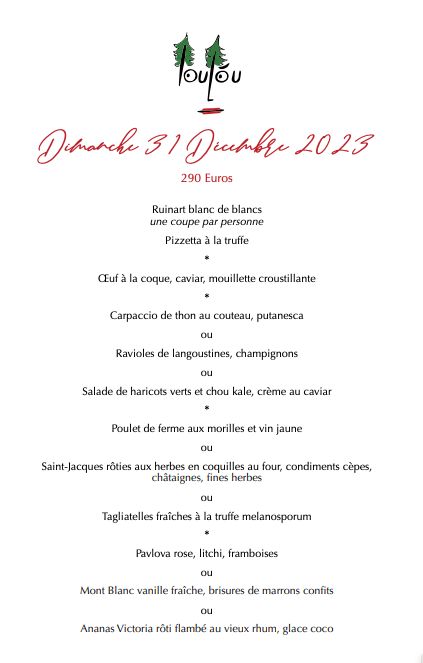 loulou
Dimanche 31 Décembre 2023
290 Euros
Ruinart blanc de blancs
une coupe par personne
Pizzetta à la truffe
*
Œuf à la coque, caviar, mouillette croustillante
*
Carpaccio de thon au couteau, putanesca
ou
Ravioles de langoustines, champignons
ou
Salade de haricots verts et chou kale, crème au caviar
*
Poulet de ferme aux morilles et vin jaune
ou
Saint-Jacques rôties aux herbes en coquilles au four, condiments cèpes,
châtaignes, fines herbes
ou
Tagliatelles fraîches à la truffe melanosporum
*
Pavlova rose, litchi, framboises
ou
Mont Blanc vanille fraîche, brisures de marrons confits
ou
Ananas Victoria rôti flambé au vieux rhum, glace coco